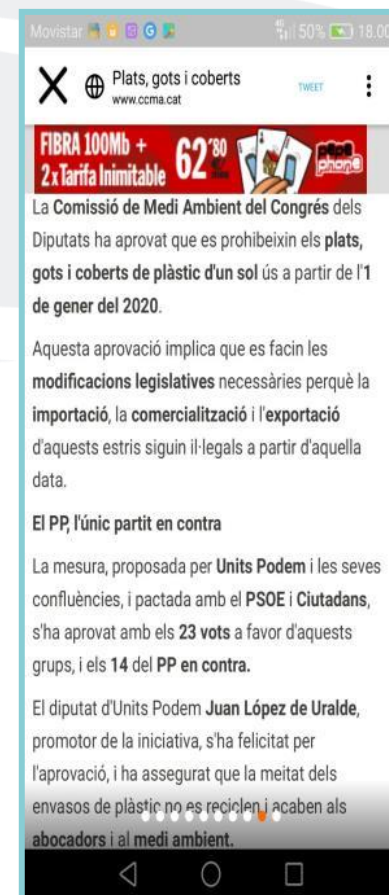 Movistar 50% 18.00
Plats, gots i coberts
www.ccma.cat
TWEET
FIBRA 100Mb +
2xTarifa Inimitable
62'80
pepe
phone
La Comissió de Medi Ambient del Congrés dels
Diputats ha aprovat que es prohibeixin els plats,
gots i coberts de plàstic d'un sol ús a partir de l'1
de gener del 2020.
Aquesta aprovació implica que es facin les
modificacions legislatives necessàries perquè la
importació, la comercialització i l'exportació
d'aquests estris siguin il·legals a partir d'aquella
data.
El PP, l'únic partit en contra
La mesura, proposada per Units Podem i les seves
confluències, i pactada amb el PSOE i Ciutadans,
s'ha aprovat amb els 23 vots a favor d'aquests
grups, i els 14 del PP en contra.
El diputat d'Units Podem Juan López de Uralde,
promotor de la iniciativa, s'ha felicitat per
l'aprovació, i ha assegurat que la meitat dels
envasos de plàstic no es reciclen i acaben als
abocadors i al medi ambient.